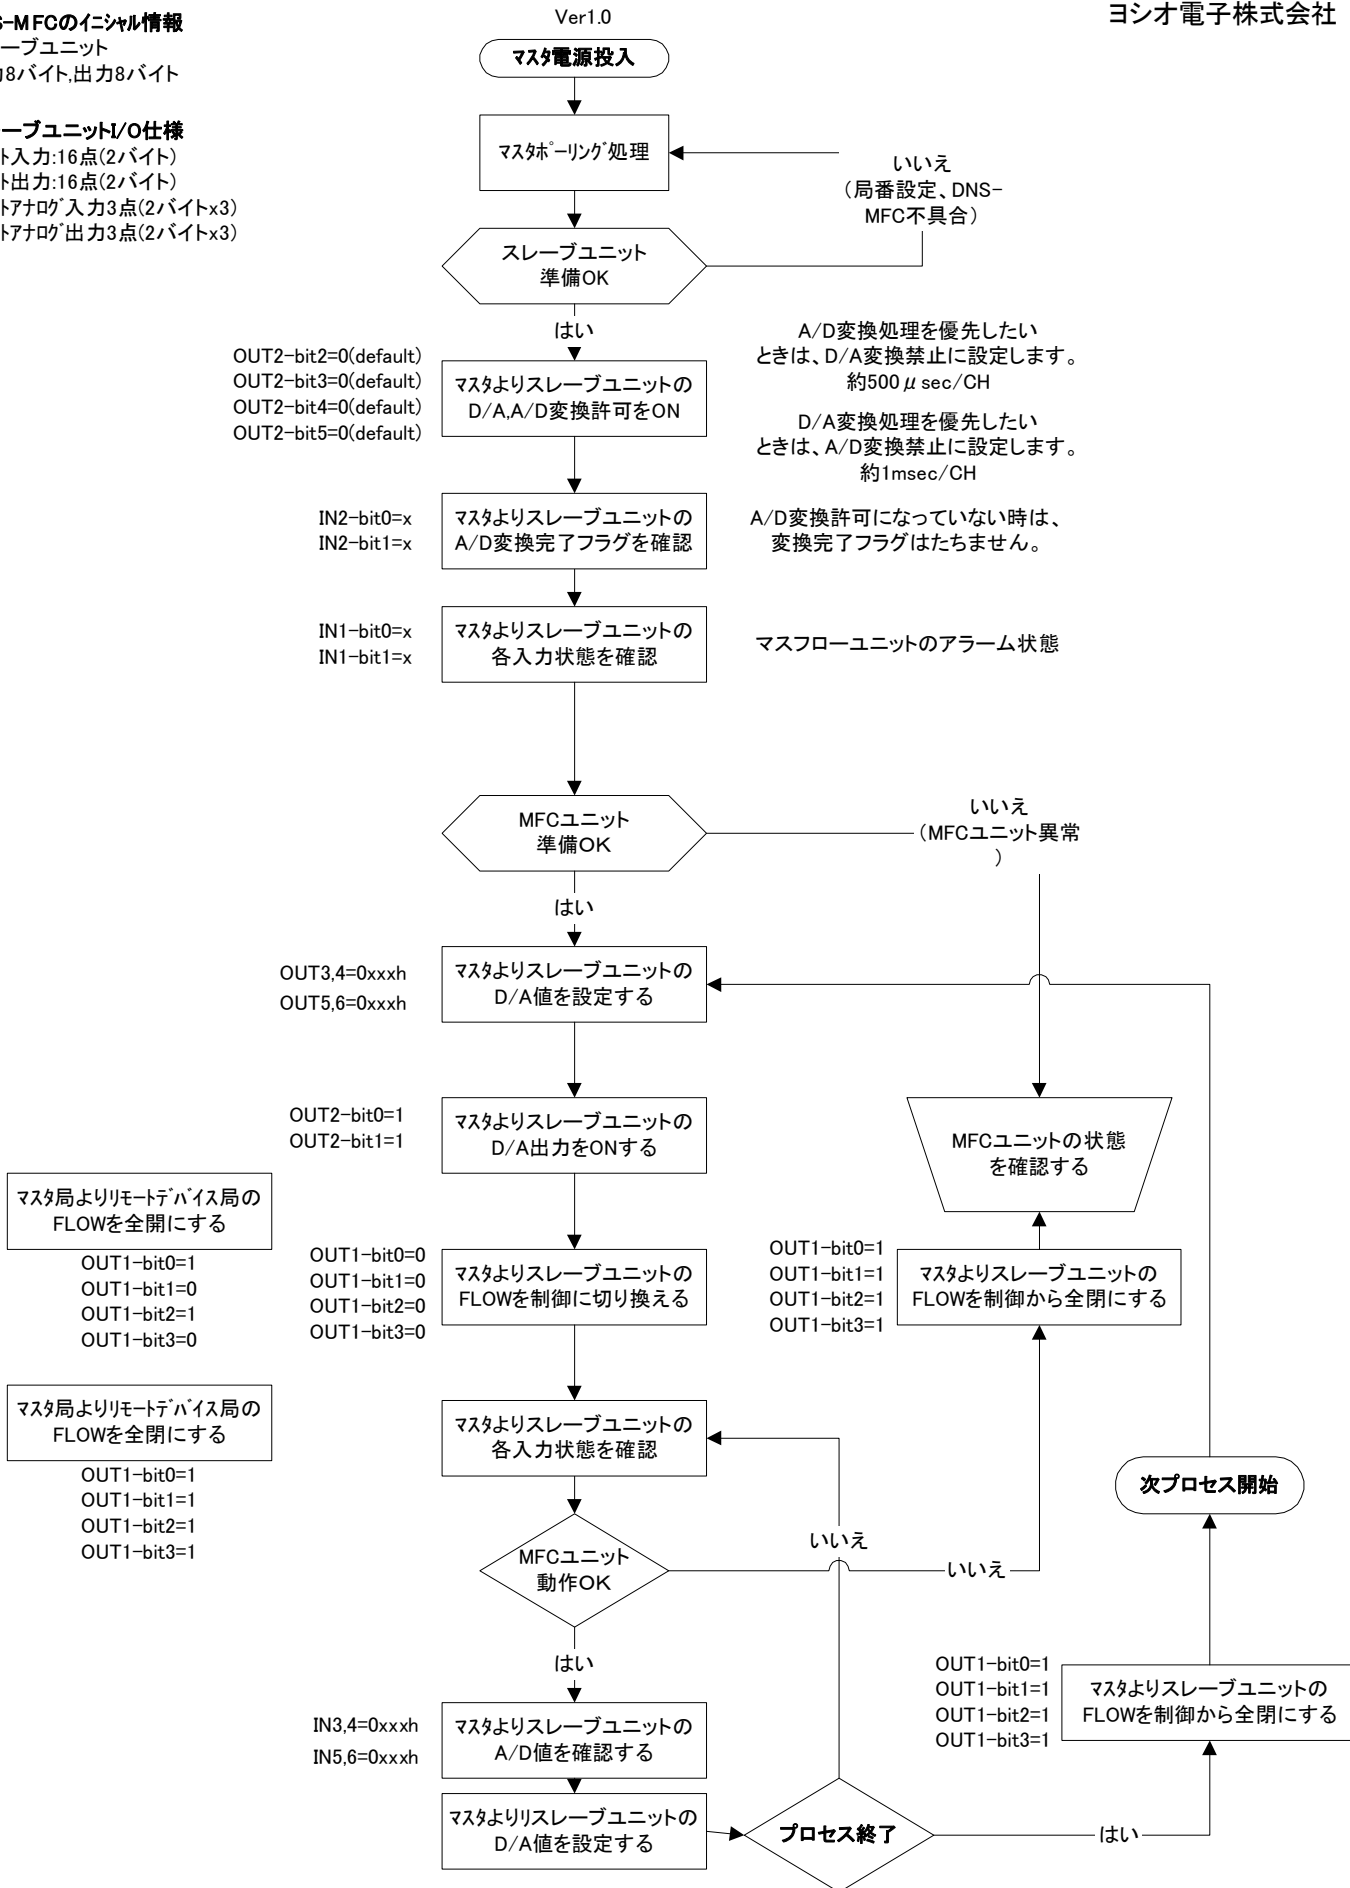 Ver1.0
ヨシオ電子株式会社
S-MFCのイニシャル情報
ーブユニット
8バイト,出力8バイト
ーブユニットI/O仕様
ト入力:16点(2バイト)
ト出力:16点(2バイト)
トアナログ入力3点(2バイトx3)
トアナログ出力3点(2バイトx3)
マスタ電源投入
マスタポーリング処理
いいえ
(局番設定、DNS-
MFC不具合)
スレーブユニット
準備OK
はい
OUT2-bit2=0(default)
OUT2-bit3=0(default)
OUT2-bit4=0(default)
OUT2-bit5=0(default)
マスタよりスレーブユニットの
D/A,A/D変換許可をON
A/D変換処理を優先したい
ときは、D/A変換禁止に設定します。
約500μsec/CH
D/A変換処理を優先したい
ときは、A/D変換禁止に設定します。
約1msec/CH
IN2-bit0=x
IN2-bit1=x
マスタよりスレーブユニットの
A/D変換完了フラグを確認
A/D変換許可になっていない時は、
変換完了フラグはたちません。
IN1-bit0=x
IN1-bit1=x
マスタよりスレーブユニットの
各入力状態を確認
マスフローユニットのアラーム状態
MFCユニット
準備OK
いいえ
(MFCユニット異常
)
はい
OUT3,4=0xxxh
OUT5,6=0xxxh
マスタよりスレーブユニットの
D/A値を設定する
OUT2-bit0=1
OUT2-bit1=1
マスタよりスレーブユニットの
D/A出力をONする
MFCユニットの状態
を確認する
マスタ局よりリモートデバイス局の
FLOWを全開にする
OUT1-bit0=1
OUT1-bit1=0
OUT1-bit2=1
OUT1-bit3=0
OUT1-bit0=0
OUT1-bit1=0
OUT1-bit2=0
OUT1-bit3=0
マスタよりスレーブユニットの
FLOWを制御に切り換える
OUT1-bit0=1
OUT1-bit1=1
OUT1-bit2=1
OUT1-bit3=1
マスタよりスレーブユニットの
FLOWを制御から全閉にする
マスタ局よりリモートデバイス局の
FLOWを全閉にする
OUT1-bit0=1
OUT1-bit1=1
OUT1-bit2=1
OUT1-bit3=1
マスタよりスレーブユニットの
各入力状態を確認
次プロセス開始
MFCユニット
動作OK
いいえ
いいえ
はい
IN3,4=0xxxh
IN5,6=0xxxh
マスタよりスレーブユニットの
A/D値を確認する
OUT1-bit0=1
OUT1-bit1=1
OUT1-bit2=1
OUT1-bit3=1
マスタよりスレーブユニットの
FLOWを制御から全閉にする
マスタよりリスレーブユニットの
D/A値を設定する
プロセス終了
はい